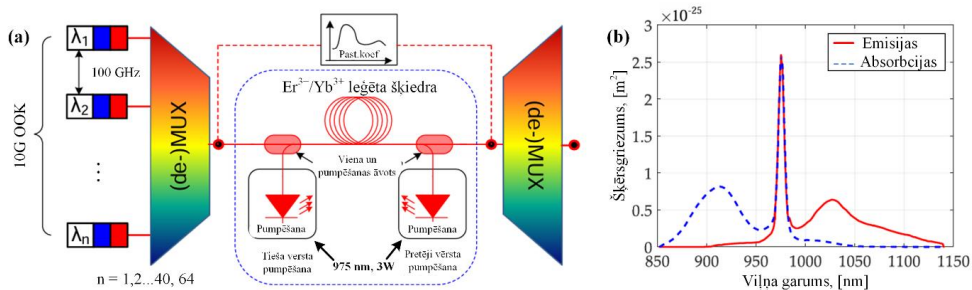 (a)
λ1
100 GHz
λ2
⋮
λn
10G OOK
n = 1,2...40, 64
(de-)MUX
Past.koef
Er³⁻/Yb³⁺ leģēta šķiedra
Viena un
pumpēšanas āvots
Pumpēšana
Pumpēšana
Tieša versta
pumpēšana
975 nm, 3W
Pretēji vērsta
pumpēšana
(de-)MUX
(b)
×10⁻²⁵
Šķērsgriezums, [m²]
3
2.5
2
1.5
1
0.5
0
Emisijas
Absorbcijas
850 900 950 1000 1050 1100 1150
Viļņa garums, [nm]